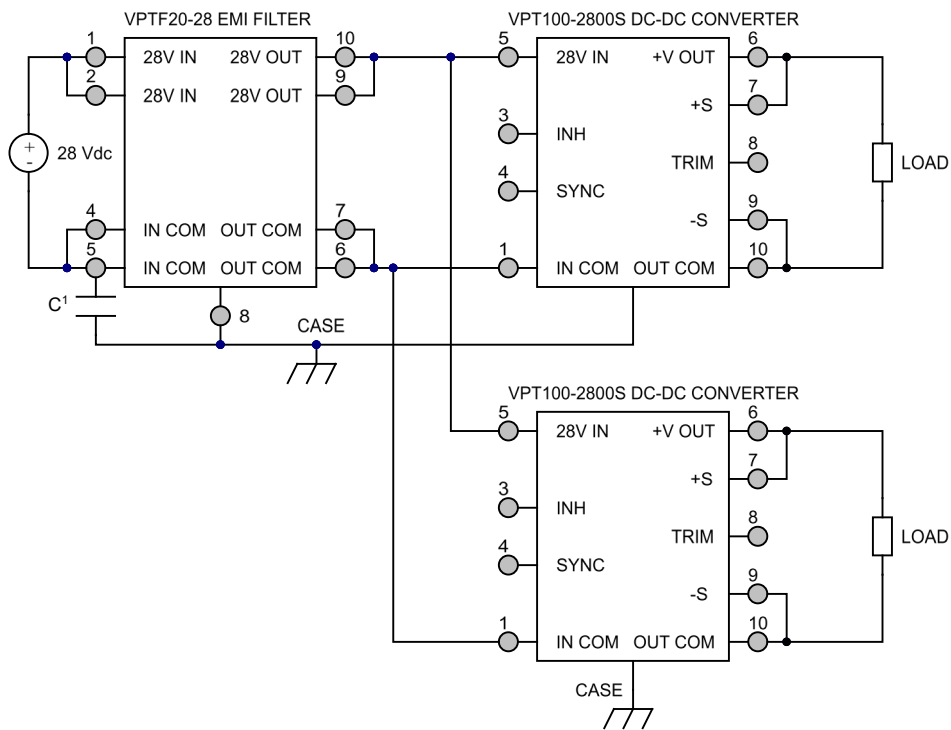 VPTF20-28 EMI FILTER
VPT100-2800S DC-DC CONVERTER
1 28V IN 28V OUT 10
2 28V IN 28V OUT 9
4 IN COM OUT COM 7
5 IN COM OUT COM 6
8
+
-
28 Vdc
C¹
CASE
5 28V IN +V OUT 6
+S 7
3 INH
TRIM 8
4 SYNC
-S 9
1 IN COM OUT COM 10
LOAD
VPT100-2800S DC-DC CONVERTER
5 28V IN +V OUT 6
+S 7
3 INH
TRIM 8
4 SYNC
-S 9
1 IN COM OUT COM 10
LOAD
CASE